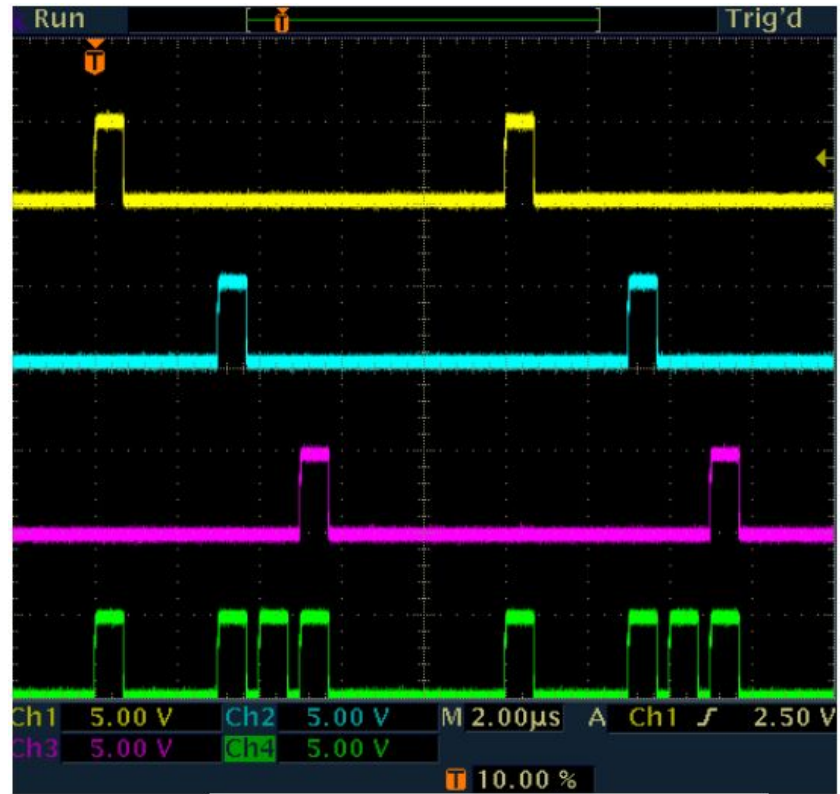 Run T Trig'd
T
Ch1 5.00 V Ch2 5.00 V M 2.00µs A Ch1 ƒ 2.50 V
Ch3 5.00 V Ch4 5.00 V
T 10.00 %